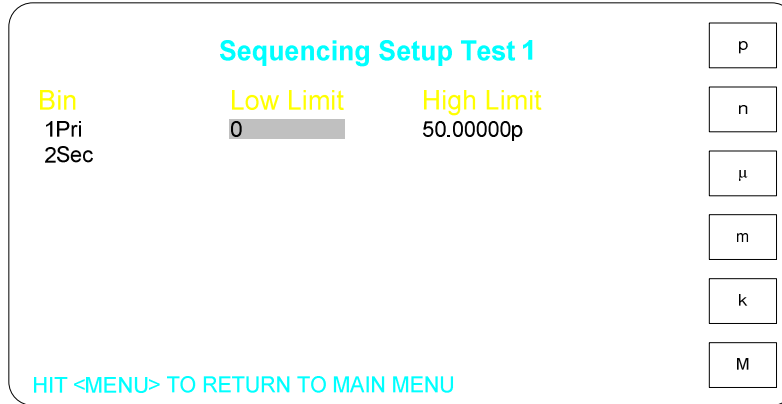 Sequencing Setup Test 1
Bin Low Limit High Limit
1Pri 0 50.00000p
2Sec
HIT <MENU> TO RETURN TO MAIN MENU
p
n
μ
m
k
M